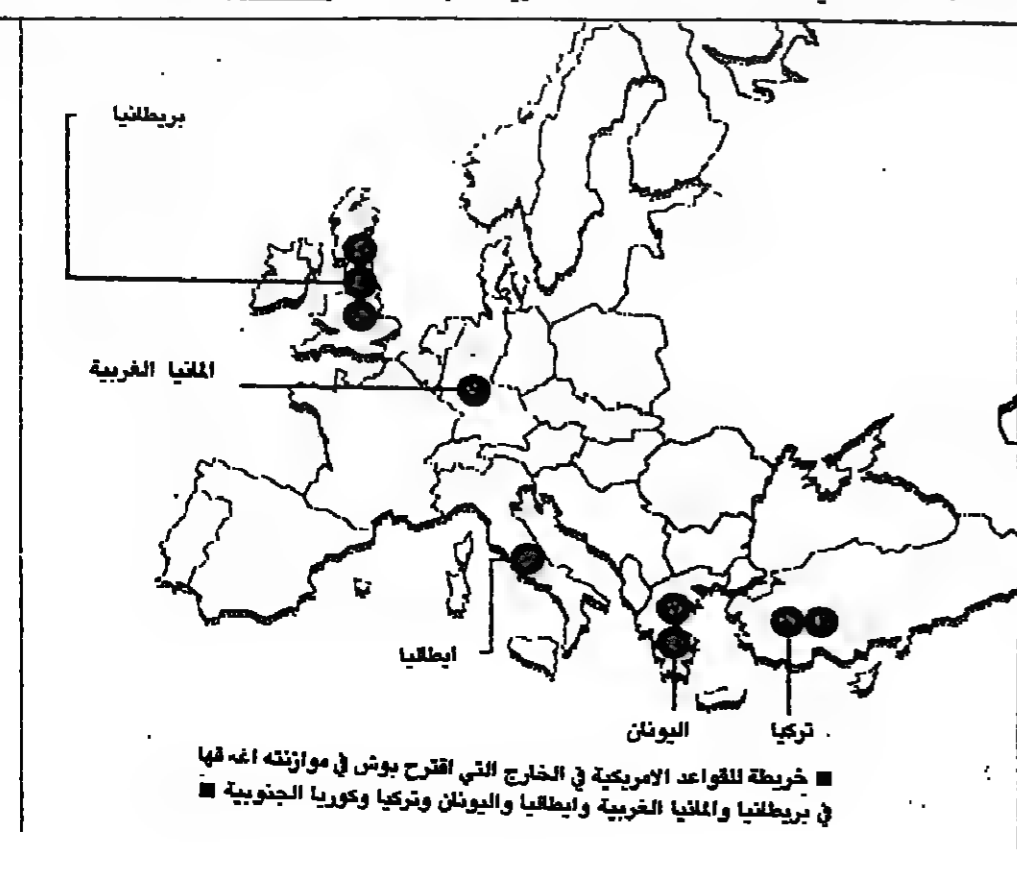 بريطانيا
المانيا الغربية
ايطاليا
اليونان
تركيا
■ خريطة للقواعد الامريكية في الخارج التي اقترح بوش في موازنته
في بريطانيا والمانيا الغربية وايطاليا واليونان وتركيا وكوريا الجنوبية ■